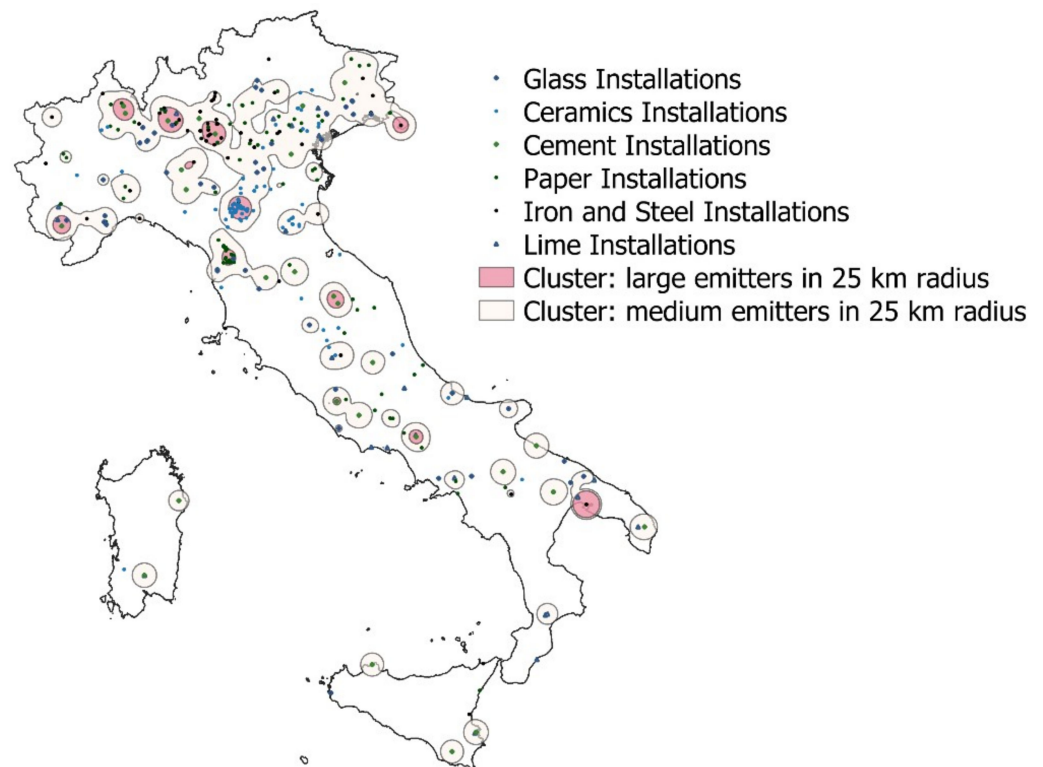 Glass Installations
Ceramics Installations
Cement Installations
Paper Installations
Iron and Steel Installations
Lime Installations
Cluster: large emitters in 25 km radius
Cluster: medium emitters in 25 km radius